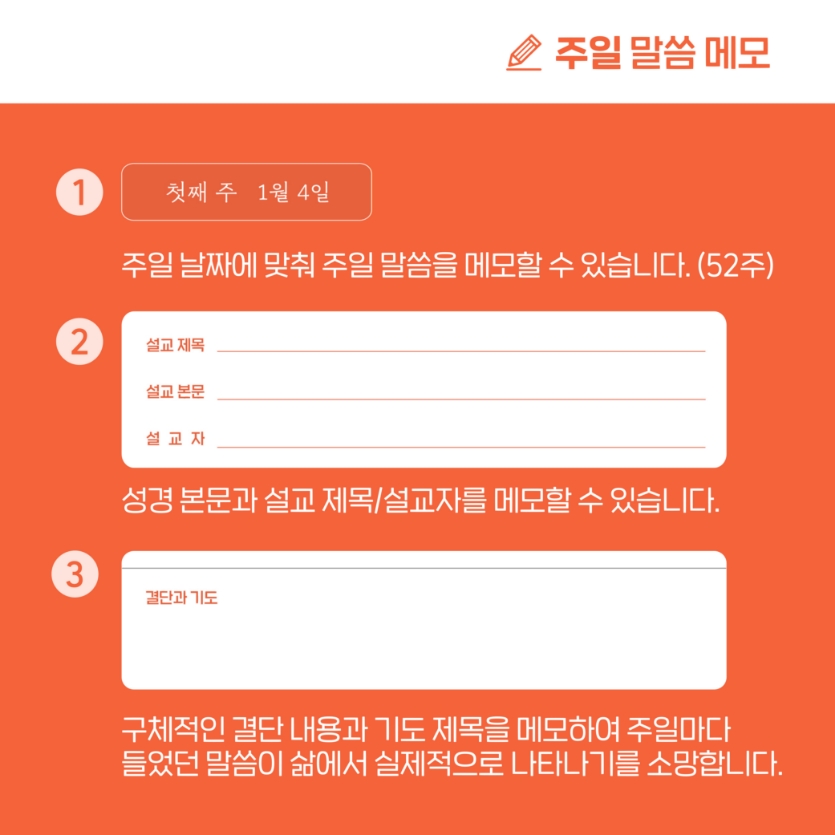 주일 말씀 메모
1
첫째 주 1월 4일
주일 날짜에 맞춰 주일 말씀을 메모할 수 있습니다. (52주)
2
설교 제목
설교 본문
설 교 자
성경 본문과 설교 제목/설교자를 메모할 수 있습니다.
3
결단과 기도
구체적인 결단 내용과 기도 제목을 메모하여 주일마다
들었던 말씀이 삶에서 실제적으로 나타나기를 소망합니다.